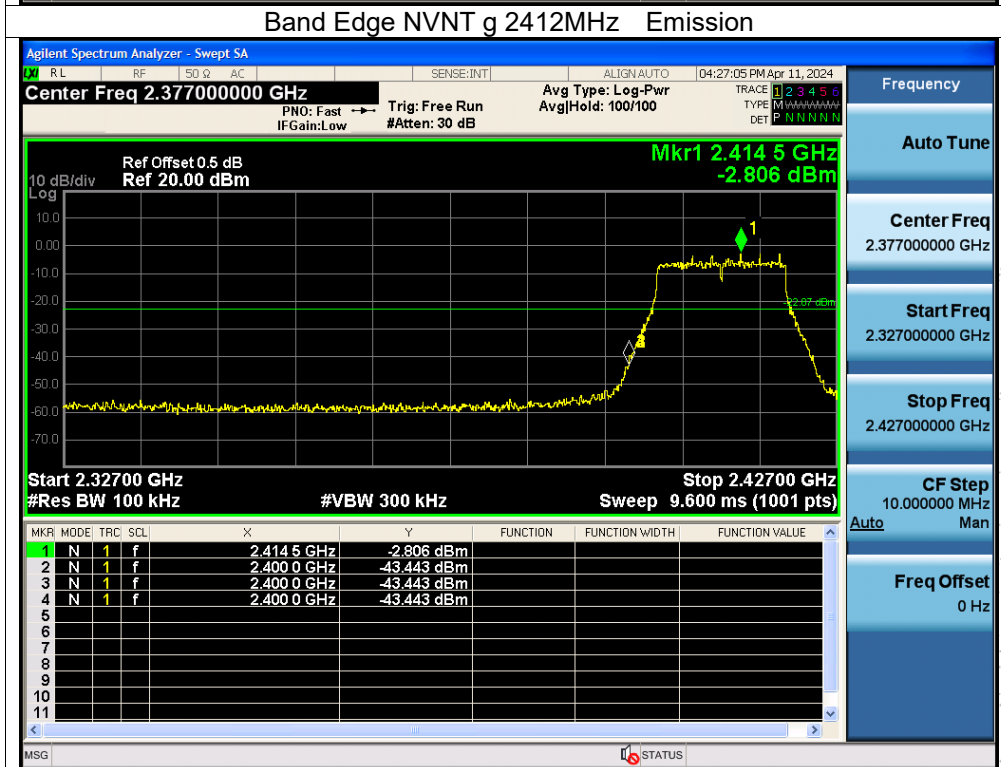 Band Edge NVNT g 2412MHz Emission
Agilent Spectrum Analyzer - Swept SA
LXI RL RF 50 Ω AC SENSE:INT ALIGN AUTO 04:27:05 PM Apr 11, 2024
Center Freq 2.377000000 GHz
PNO: Fast
IFGain:Low
Trig: Free Run
#Atten: 30 dB
Avg Type: Log-Pwr
Avg|Hold: 100/100
TRACE 1 2 3 4 5 6
TYPE M WWWWW
DET P N N N N N
Mkr1 2.414 5 GHz
-2.806 dBm
Ref Offset 0.5 dB
10 dB/div Ref 20.00 dBm
Log
10.0
0.00
-10.0
-20.0
-30.0
-40.0
-50.0
-60.0
-70.0
1
-22.07 dBm
Start 2.32700 GHz Stop 2.42700 GHz
#Res BW 100 kHz #VBW 300 kHz Sweep 9.600 ms (1001 pts)
MKR MODE TRC SCL X Y FUNCTION FUNCTION WIDTH FUNCTION VALUE
1 N 1 f 2.414 5 GHz -2.806 dBm
2 N 1 f 2.400 0 GHz -43.443 dBm
3 N 1 f 2.400 0 GHz -43.443 dBm
4 N 1 f 2.400 0 GHz -43.443 dBm
5
6
7
8
9
10
11
MSG STATUS
Frequency
Auto Tune
Center Freq
2.377000000 GHz
Start Freq
2.327000000 GHz
Stop Freq
2.427000000 GHz
CF Step
10.000000 MHz
Auto Man
Freq Offset
0 Hz